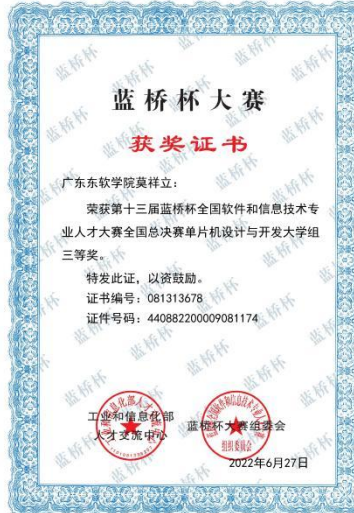 蓝桥杯大赛
获奖证书
广东东软学院莫祥立：
荣获第十三届蓝桥杯全国软件和信息技术专
业人才大赛全国总决赛单片机设计与开发大学组
三等奖。
特发此证，以资鼓励。
证书编号：081313678
证件号码：440882200009081174
工业和信息化部
人才交流中心
蓝桥杯大赛组委会
组织委员会
2022年6月27日